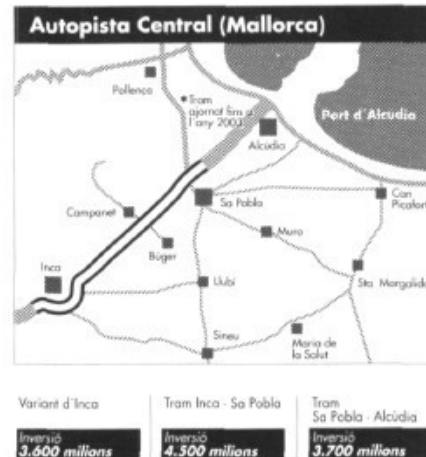 Autopista Central (Mallorca)
Pollença
* Tram
ajornat fins a
l'any 2003
Port d'Alcúdia
Alcúdia
Sa Pobla
Can
Picafort
Campanet
Búger
Muro
Inca
Llubí
Sta. Margalida
Sineu
Maria de
la Salut
Variant d'Inca
Inversió
3.600 milions
Tram Inca - Sa Pobla
Inversió
4.500 milions
Tram
Sa Pobla - Alcúdia
Inversió
3.700 milions